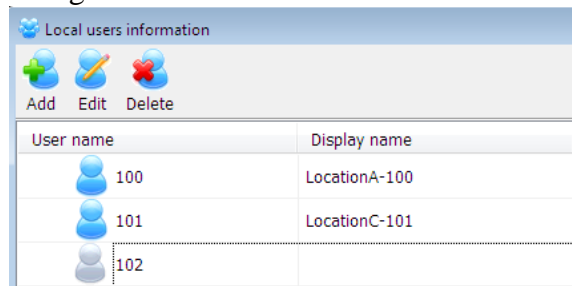 Local users information
Add Edit Delete
User name Display name
100 LocationA-100
101 LocationC-101
102